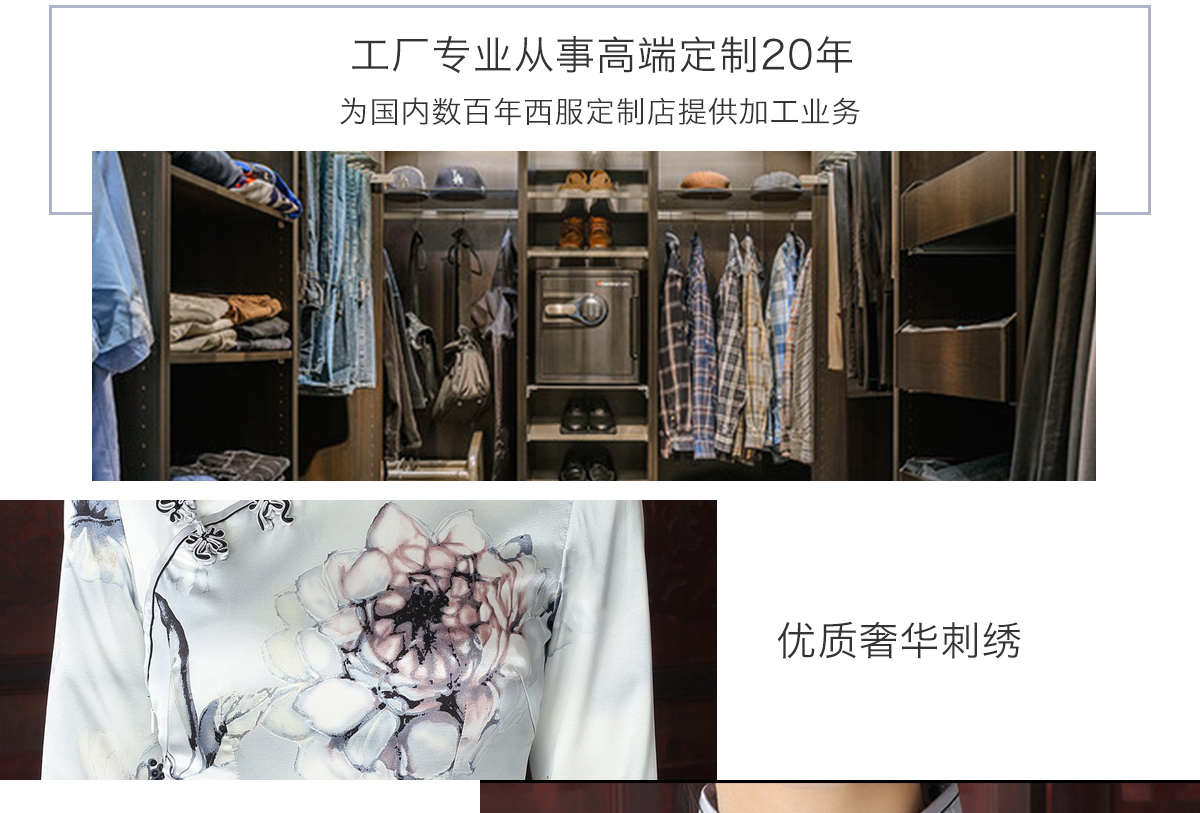 工厂专业从事高端定制20年
为国内数百年西服定制店提供加工业务
LA
优质奢华刺绣